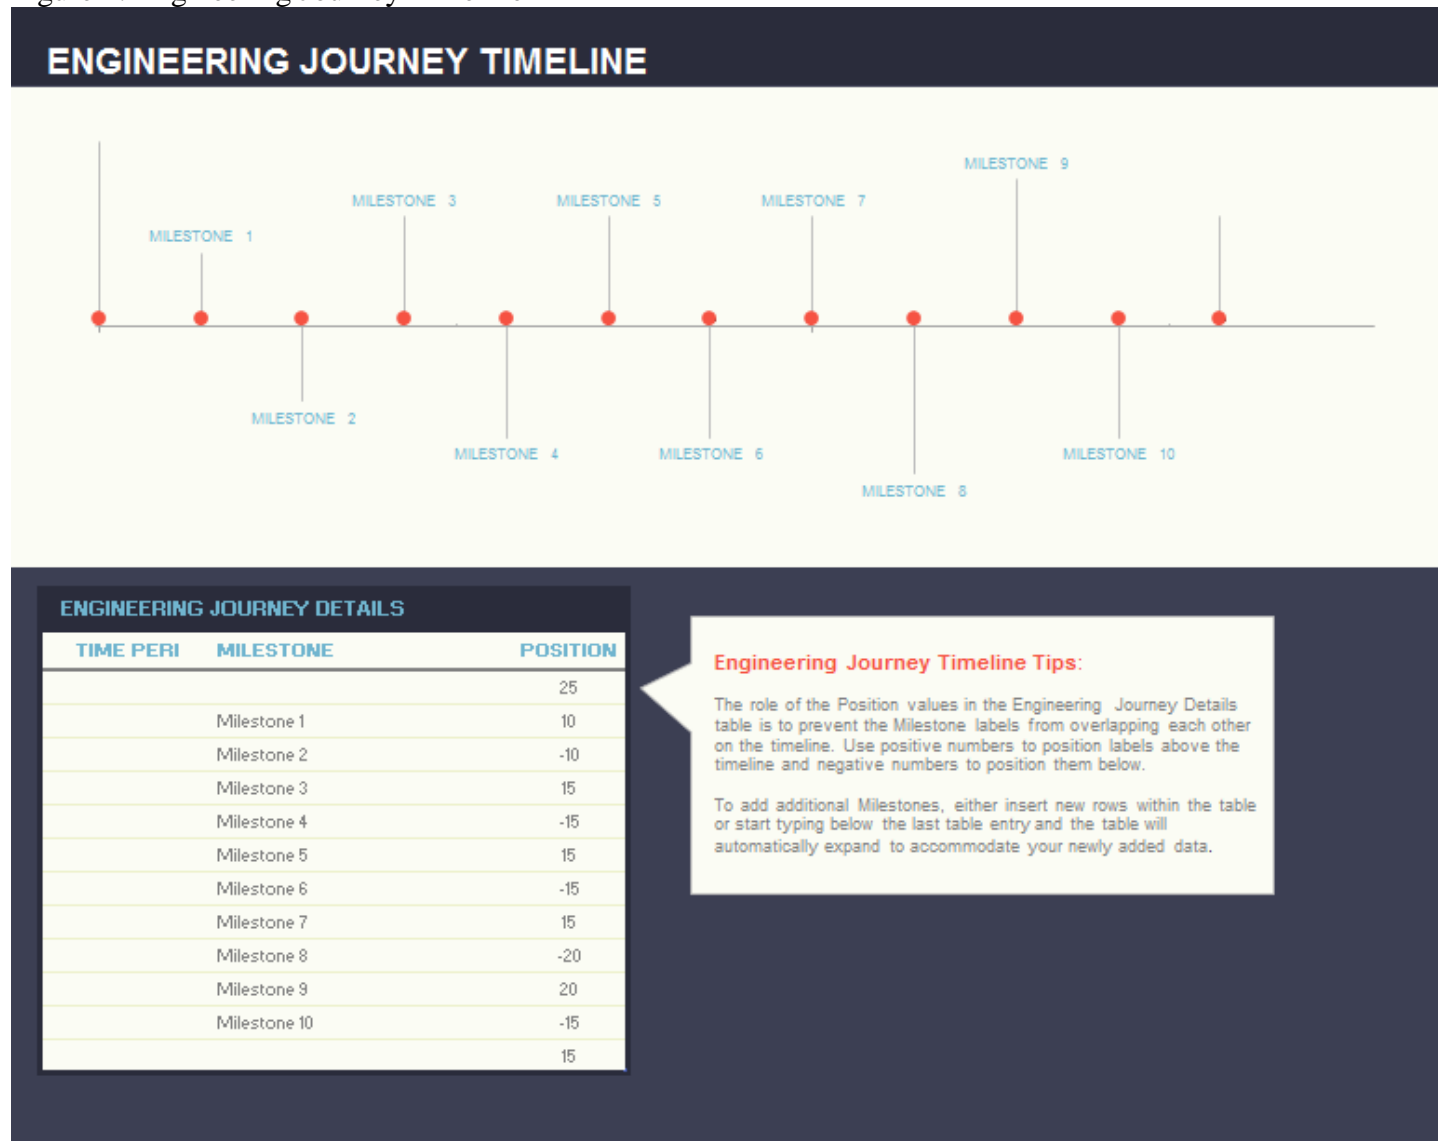 ENGINEERING JOURNEY TIMELINE
MILESTONE 9
MILESTONE 3 MILESTONE 5 MILESTONE 7
MILESTONE 1
MILESTONE 2
MILESTONE 4 MILESTONE 6 MILESTONE 10
MILESTONE 8
ENGINEERING JOURNEY DETAILS
TIME PERI MILESTONE POSITION
25
Milestone 1 10
Milestone 2 -10
Milestone 3 15
Milestone 4 -15
Milestone 5 15
Milestone 6 -15
Milestone 7 15
Milestone 8 -20
Milestone 9 20
Milestone 10 -15
15
Engineering Journey Timeline Tips:
The role of the Position values in the Engineering Journey Details
table is to prevent the Milestone labels from overlapping each other
on the timeline. Use positive numbers to position labels above the
timeline and negative numbers to position them below.
To add additional Milestones, either insert new rows within the table
or start typing below the last table entry and the table will
automatically expand to accommodate your newly added data.